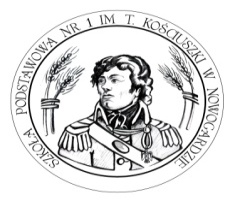 SZKOŁA PODSTAWOWA NR 1 IM T. KOŚCIUSZKI W NOWOGARDZIE